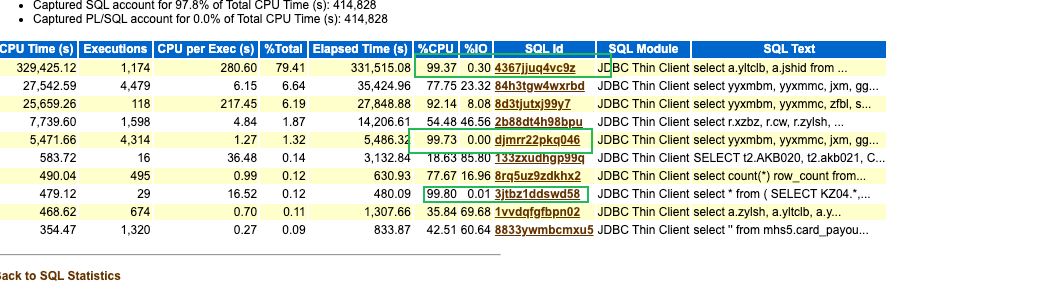 Captured SQL account for 97.8% of Total CPU Time (s): 414,828
Captured PL/SQL account for 0.0% of Total CPU Time (s): 414,828
CPU Time (s) Executions CPU per Exec (s) %Total Elapsed Time (s) %CPU %IO SQL Id SQL Module SQL Text
329,425.12 1,174 280.60 79.41 331,515.08 99.37 0.30 4367jjuq4vc9z JDBC Thin Client select a.yltclb, a.jshid from ...
27,542.59 4,479 6.15 6.64 35,424.96 77.75 23.32 84h3tgw4wxrbd JDBC Thin Client select yyxmbm, yyxmmc, jxm, gg...
25,659.26 118 217.45 6.19 27,848.88 92.14 8.08 8d3tjutxj99y7 JDBC Thin Client select yyxmbm, yyxmmc, zfbl, s...
7,739.60 1,598 4.84 1.87 14,206.61 54.48 46.56 2b88dt4h98bpu JDBC Thin Client select r.xzbz, r.cw, r.zylsh, ...
5,471.66 4,314 1.27 1.32 5,486.32 99.73 0.00 djmrr22pkq046 JDBC Thin Client select yyxmbm, yyxmmc, jxm, gg...
583.72 16 36.48 0.14 3,132.84 18.63 85.80 133zxudhgp99q JDBC Thin Client SELECT t2.AKB020, t2.akb021, C...
490.04 495 0.99 0.12 630.93 77.67 16.96 8rq5uz9zdkhx2 JDBC Thin Client select count(*) row_count from...
479.12 29 16.52 0.12 480.09 99.80 0.01 3jtbz1ddswd58 JDBC Thin Client select * from ( SELECT KZ04.*,...
468.62 674 0.70 0.11 1,307.66 35.84 69.68 1vvdqfgfbpn02 JDBC Thin Client select a.zylsh, a.yltclb, a.y...
354.47 1,320 0.27 0.09 833.87 42.51 60.64 8833ywmbcmxu5 JDBC Thin Client select '' from mhs5.card_payou...
ack to SQL Statistics